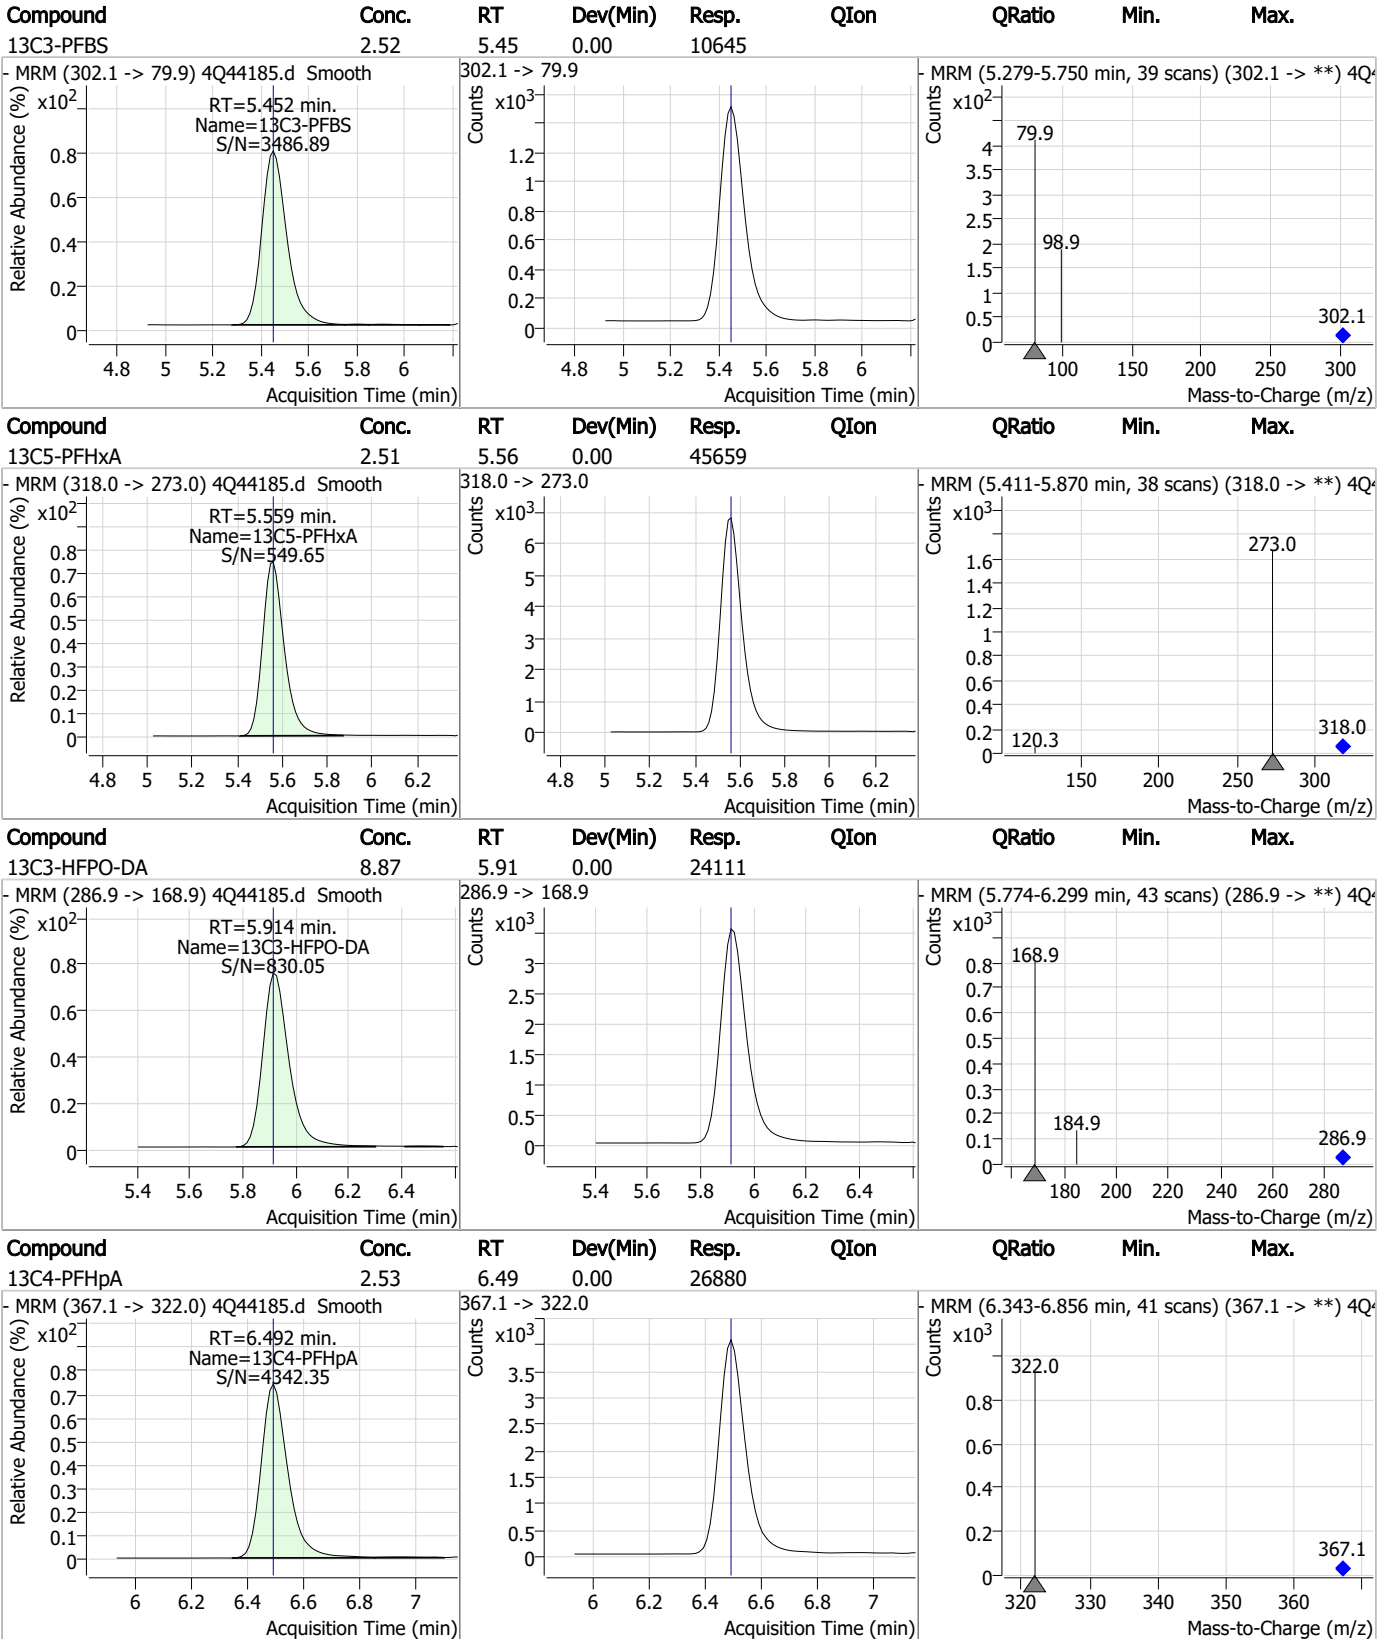 Compound Conc. RT Dev(Min) Resp. QIon QRatio Min. Max.
13C3-PFBS 2.52 5.45 0.00 10645
- MRM (302.1 -> 79.9) 4Q44185.d Smooth
Relative Abundance (%)
x10²
RT=5.452 min.
Name=13C3-PFBS
S/N=3486.89
0.8
0.6
0.4
0.2
0
4.8 5 5.2 5.4 5.6 5.8 6
Acquisition Time (min)
302.1 -> 79.9
Counts
x10³
1.2
1
0.8
0.6
0.4
0.2
0
4.8 5 5.2 5.4 5.6 5.8 6
Acquisition Time (min)
- MRM (5.279-5.750 min, 39 scans) (302.1 -> **) 4Q4
Counts
x10²
79.9
98.9
302.1
4
3.5
3
2.5
2
1.5
1
0.5
0
100 150 200 250 300
Mass-to-Charge (m/z)
Compound Conc. RT Dev(Min) Resp. QIon QRatio Min. Max.
13C5-PFHxA 2.51 5.56 0.00 45659
- MRM (318.0 -> 273.0) 4Q44185.d Smooth
Relative Abundance (%)
x10²
RT=5.559 min.
Name=13C5-PFHxA
S/N=549.65
0.8
0.7
0.6
0.5
0.4
0.3
0.2
0.1
0
4.8 5 5.2 5.4 5.6 5.8 6 6.2
Acquisition Time (min)
318.0 -> 273.0
Counts
x10³
6
5
4
3
2
1
0
4.8 5 5.2 5.4 5.6 5.8 6 6.2
Acquisition Time (min)
- MRM (5.411-5.870 min, 38 scans) (318.0 -> **) 4Q4
Counts
x10³
273.0
120.3
318.0
1.6
1.4
1.2
1
0.8
0.6
0.4
0.2
0
150 200 250 300
Mass-to-Charge (m/z)
Compound Conc. RT Dev(Min) Resp. QIon QRatio Min. Max.
13C3-HFPO-DA 8.87 5.91 0.00 24111
- MRM (286.9 -> 168.9) 4Q44185.d Smooth
Relative Abundance (%)
x10²
RT=5.914 min.
Name=13C3-HFPO-DA
S/N=830.05
0.8
0.6
0.4
0.2
0
5.4 5.6 5.8 6 6.2 6.4
Acquisition Time (min)
286.9 -> 168.9
Counts
x10³
3
2.5
2
1.5
1
0.5
0
5.4 5.6 5.8 6 6.2 6.4
Acquisition Time (min)
- MRM (5.774-6.299 min, 43 scans) (286.9 -> **) 4Q4
Counts
x10³
168.9
184.9
286.9
0.8
0.7
0.6
0.5
0.4
0.3
0.2
0.1
0
180 200 220 240 260 280
Mass-to-Charge (m/z)
Compound Conc. RT Dev(Min) Resp. QIon QRatio Min. Max.
13C4-PFHpA 2.53 6.49 0.00 26880
- MRM (367.1 -> 322.0) 4Q44185.d Smooth
Relative Abundance (%)
x10²
RT=6.492 min.
Name=13C4-PFHpA
S/N=4342.35
0.8
0.7
0.6
0.5
0.4
0.3
0.2
0.1
0
6 6.2 6.4 6.6 6.8 7
Acquisition Time (min)
367.1 -> 322.0
Counts
x10³
3.5
3
2.5
2
1.5
1
0.5
0
6 6.2 6.4 6.6 6.8 7
Acquisition Time (min)
- MRM (6.343-6.856 min, 41 scans) (367.1 -> **) 4Q4
Counts
x10³
322.0
367.1
0.8
0.6
0.4
0.2
0
320 330 340 350 360
Mass-to-Charge (m/z)